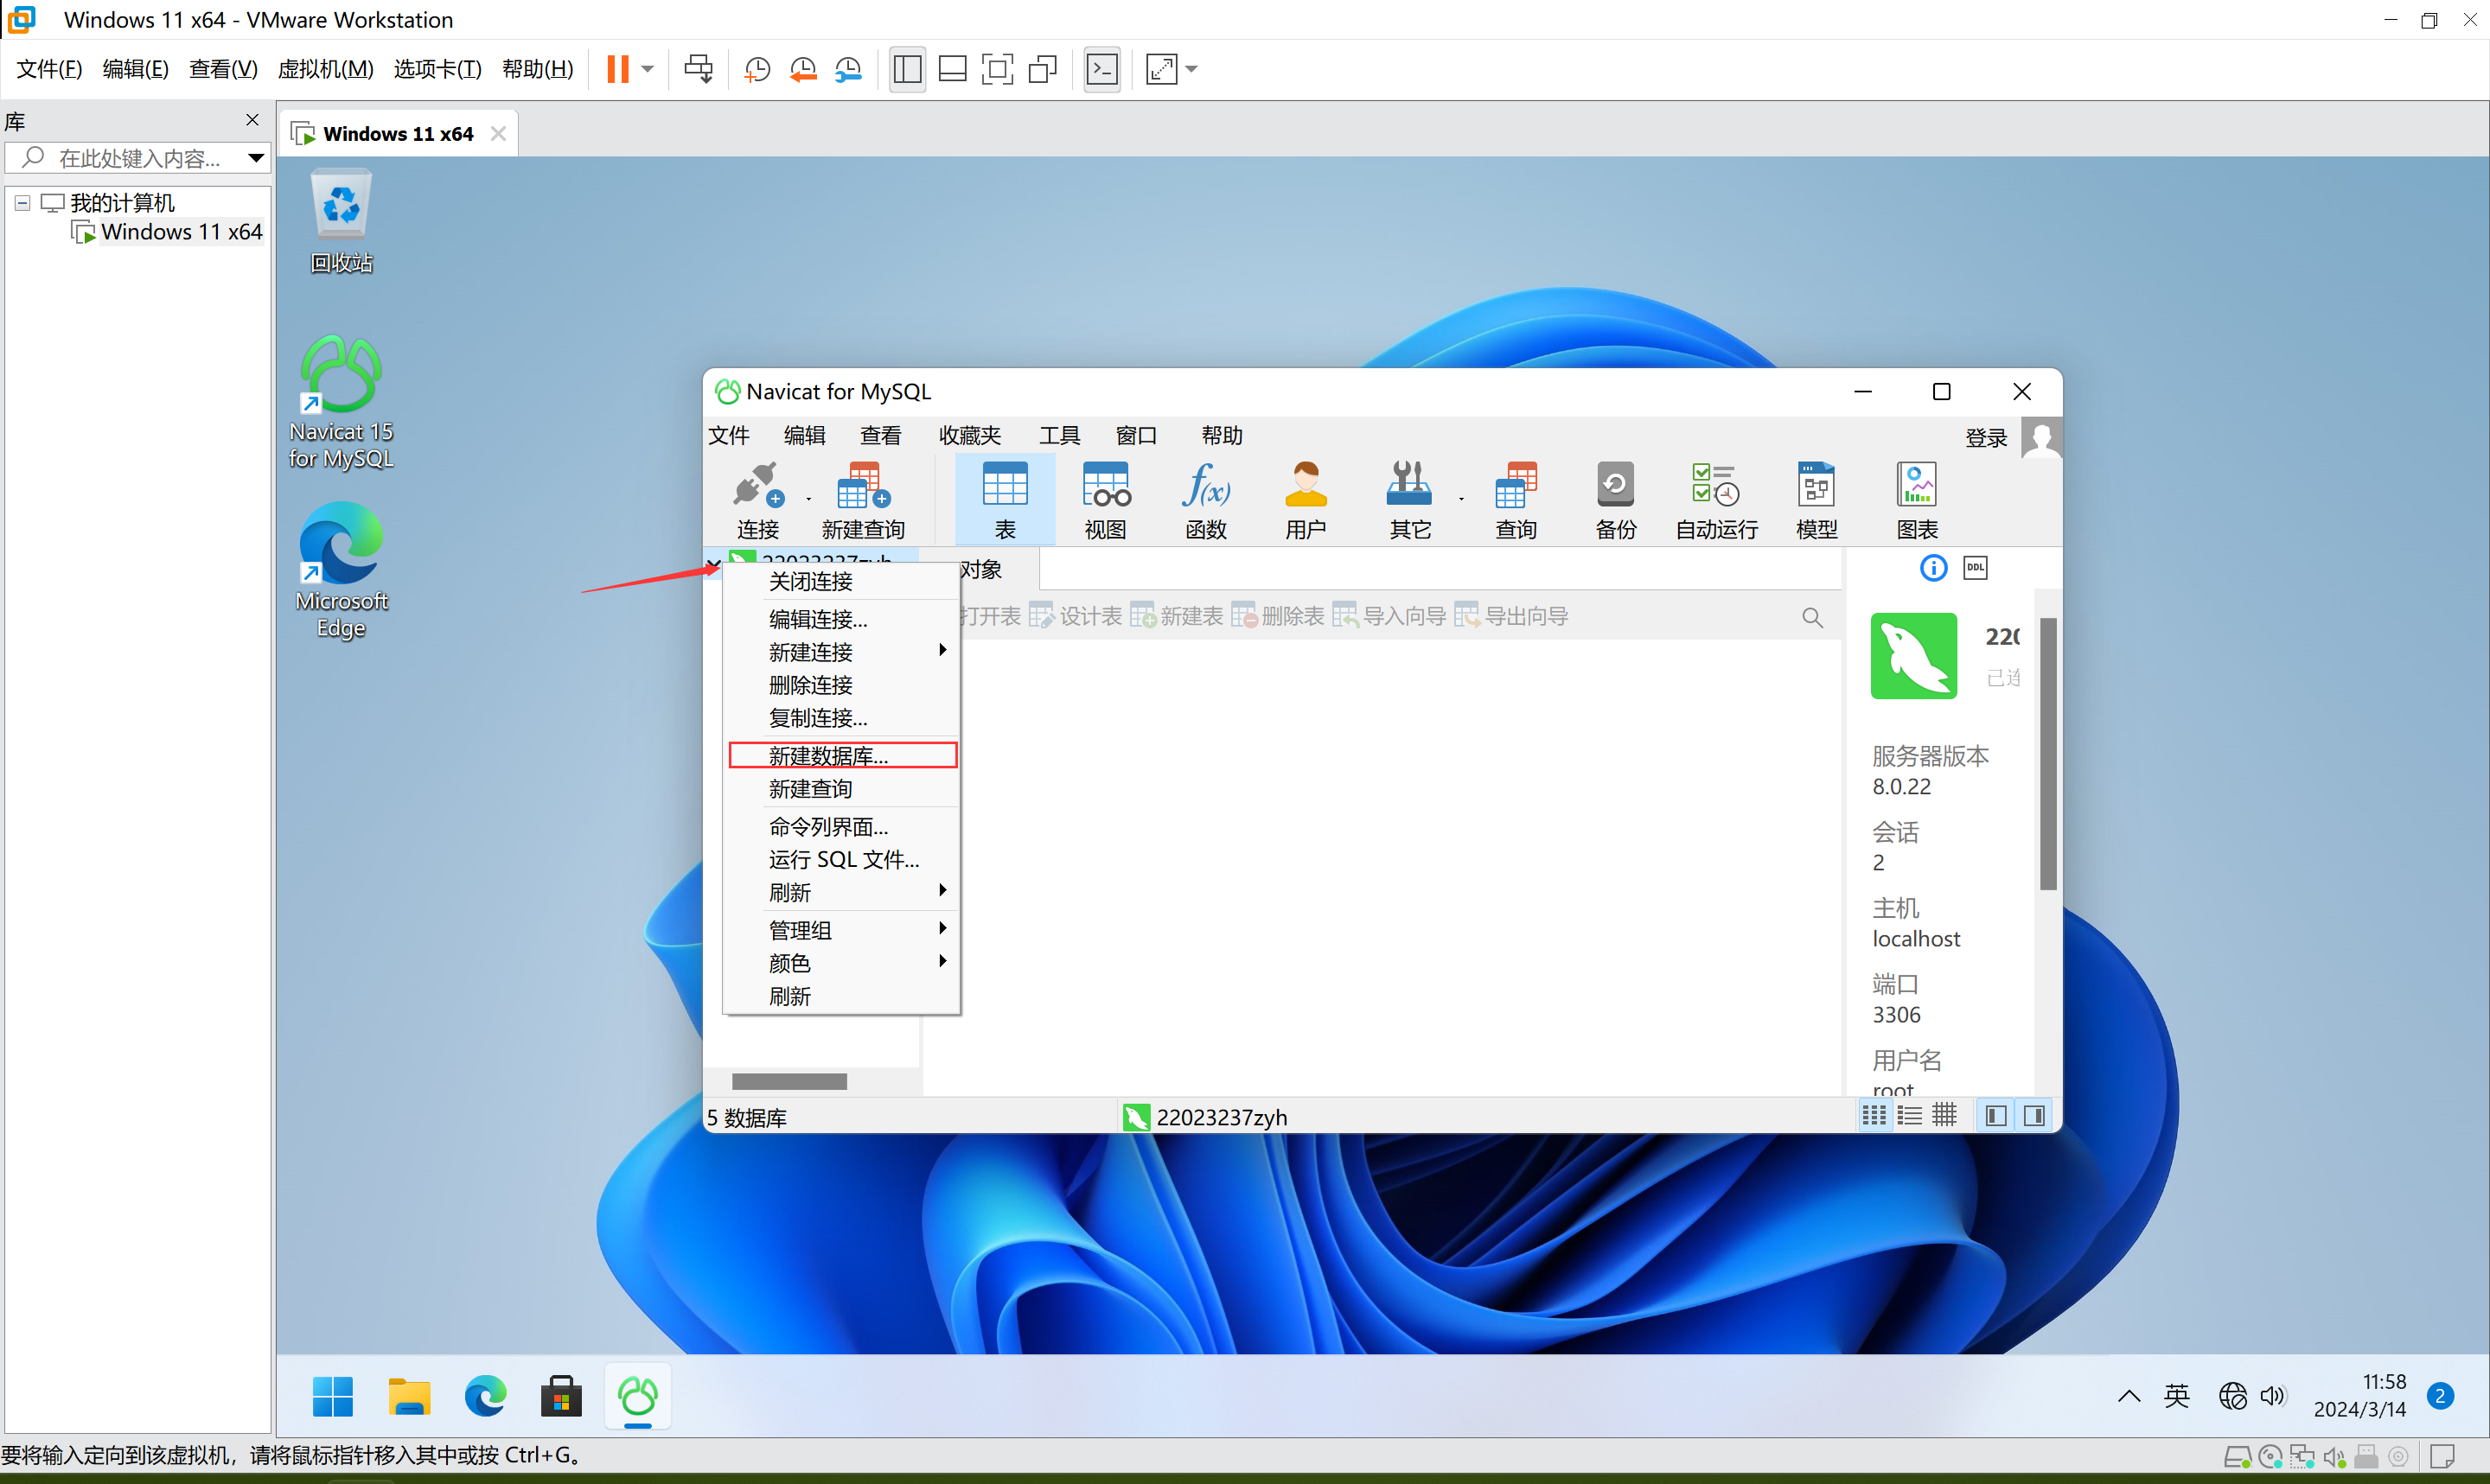 Windows 11 x64 - VMware Workstation
文件(F) 编辑(E) 查看(V) 虚拟机(M) 选项卡(T) 帮助(H)
库
在此处键入内容...
我的计算机
Windows 11 x64
Windows 11 x64
回收站
Navicat 15
for MySQL
Microsoft
Edge
Navicat for MySQL
文件 编辑 查看 收藏夹 工具 窗口 帮助
登录
连接 新建查询 表 视图 函数 用户 其它 查询 备份 自动运行 模型 图表
22023237zyh
对象
打开表 设计表 新建表 删除表 导入向导 导出向导
关闭连接
编辑连接...
新建连接
删除连接
复制连接...
新建数据库...
新建查询
命令列界面...
运行 SQL 文件...
刷新
管理组
颜色
刷新
DDL
220
已连
服务器版本
8.0.22
会话
2
主机
localhost
端口
3306
用户名
root
5 数据库
22023237zyh
英
11:58
2024/3/14
2
要将输入定向到该虚拟机，请将鼠标指针移入其中或按 Ctrl+G。